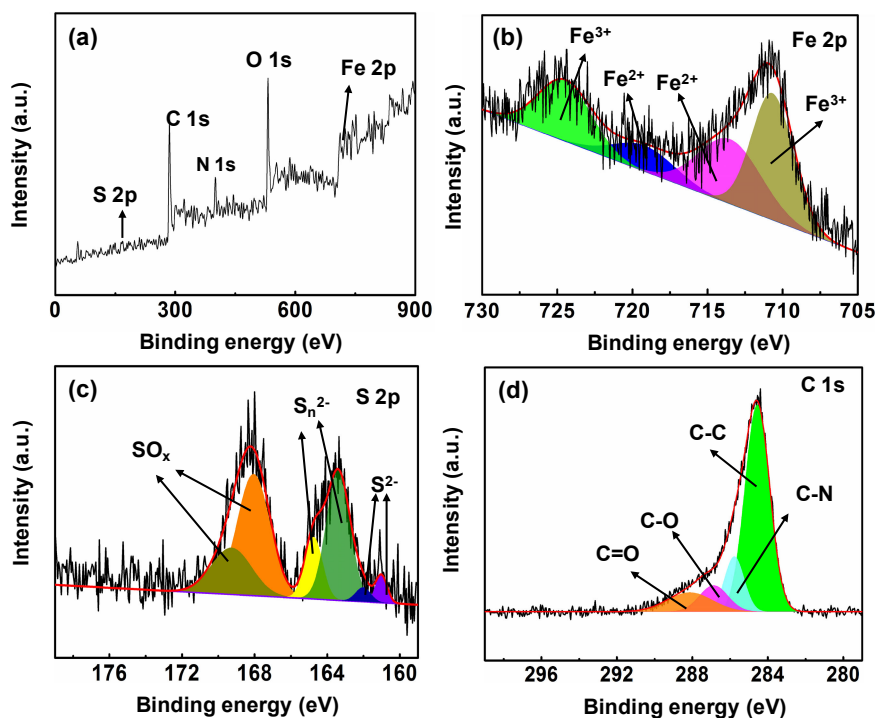 (a)
S 2p
C 1s
N 1s
O 1s
Fe 2p
Intensity (a.u.)
0 300 600 900
Binding energy (eV)
(b)
Fe 2p
Fe³⁺
Fe²⁺
Fe²⁺
Fe³⁺
Intensity (a.u.)
730 725 720 715 710 705
Binding energy (eV)
(c)
S 2p
SOₓ
Sₙ²⁻
S²⁻
Intensity (a.u.)
176 172 168 164 160
Binding energy (eV)
(d)
C 1s
C-C
C-N
C-O
C=O
Intensity (a.u.)
296 292 288 284 280
Binding energy (eV)